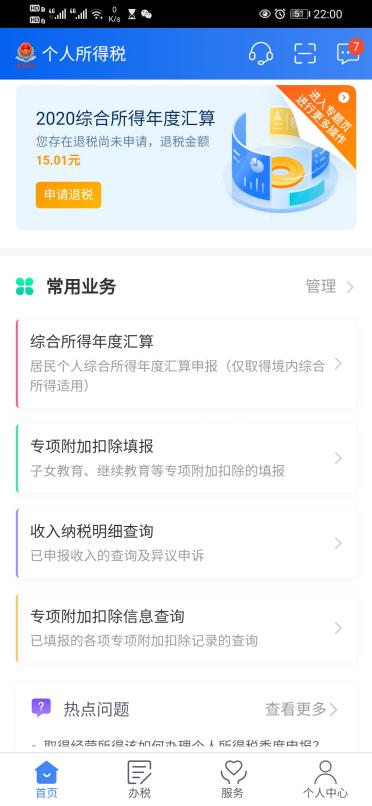 0
K/s
5
22:00
个人所得税
7
进入专题页
进行更多操作
2020综合所得年度汇算
您存在退税尚未申请，退税金额
15.01元
申请退税
常用业务
管理
综合所得年度汇算
居民个人综合所得年度汇算申报（仅取得境内综合
所得适用）
专项附加扣除填报
子女教育、继续教育等专项附加扣除的填报
收入纳税明细查询
已申报收入的查询及异议申诉
专项附加扣除信息查询
已填报的各项专项附加扣除记录的查询
热点问题
查看更多
取得经营所得该如何办理个人所得税季度申报？
首页
办税
服务
个人中心